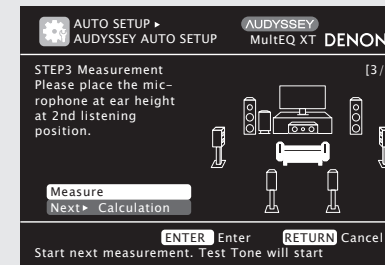 AUTO SETUP ▸
AUDYSSEY AUTO SETUP
AUDYSSEY
MultEQ XT DENON
STEP3 Measurement
[3/
Please place the mic-
rophone at ear height
at 2nd listening
position.
Measure
Next▸ Calculation
ENTER Enter RETURN Cancel
Start next measurement. Test Tone will start